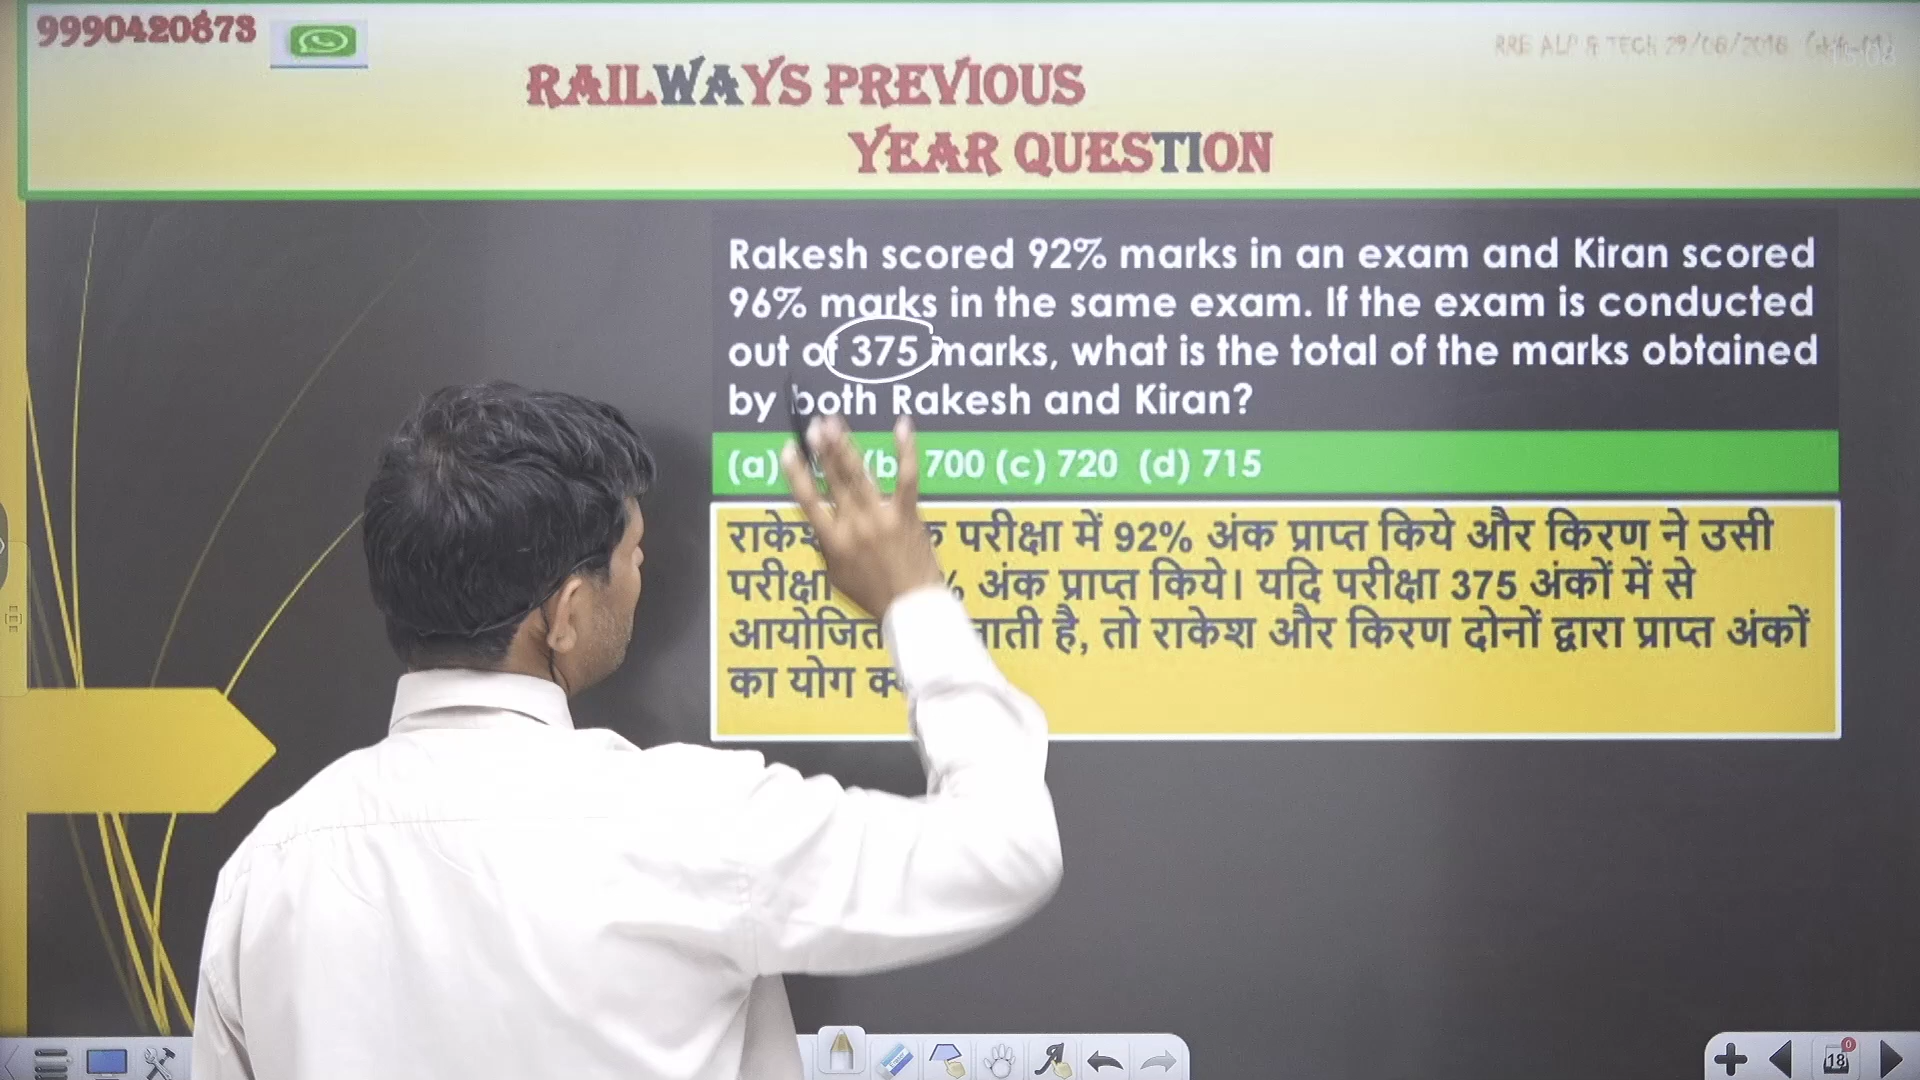 9990420873
RRB ALP & TECH 29/08/2018
RAILWAYS PREVIOUS
YEAR QUESTION
Rakesh scored 92% marks in an exam and Kiran scored
96% marks in the same exam. If the exam is conducted
out of 375 marks, what is the total of the marks obtained
by both Rakesh and Kiran?
(a) (b) 700 (c) 720 (d) 715
परीक्षा में 92% अंक प्राप्त किये और किरण ने उसी
परीक्षा % अंक प्राप्त किये। यदि परीक्षा 375 अंकों में से
आयोजित है, तो राकेश और किरण दोनों द्वारा प्राप्त अंकों
का योग
18
0